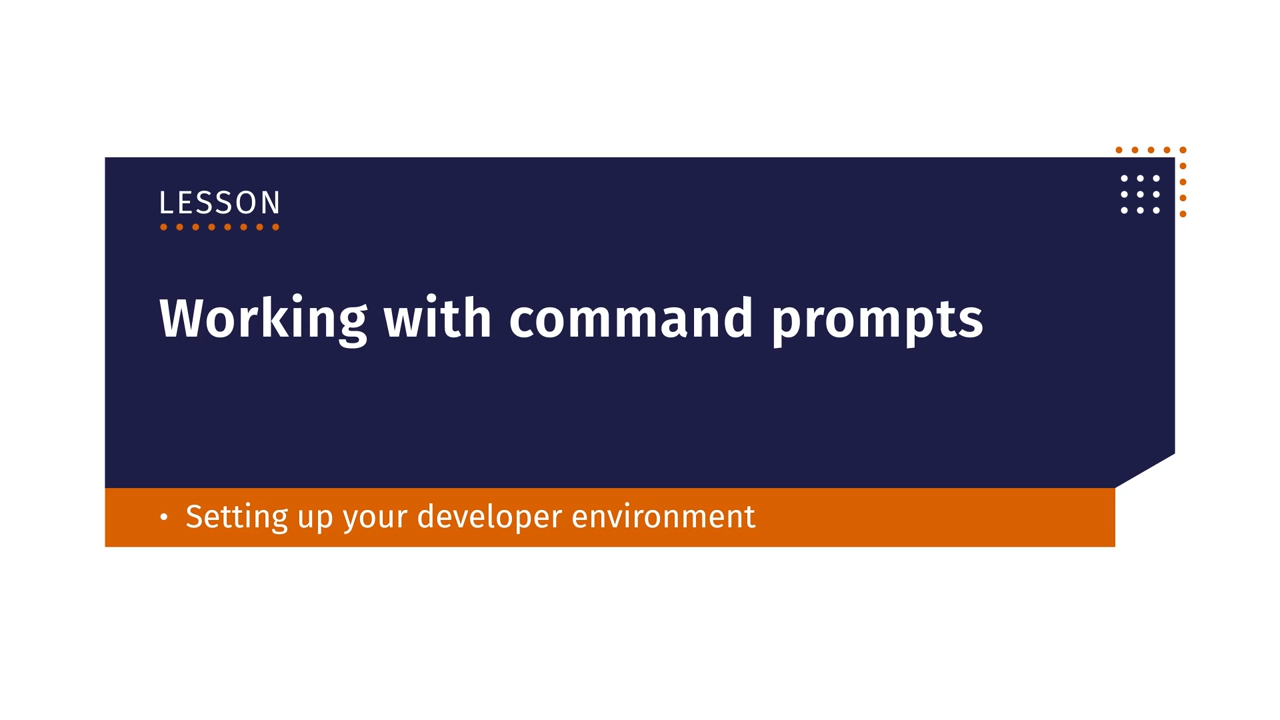 LESSON
Working with command prompts
• Setting up your developer environment